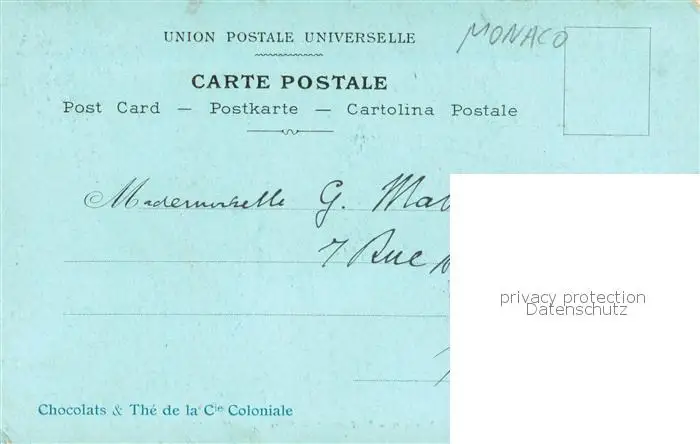 UNION POSTALE UNIVERSELLE
MONACO
CARTE POSTALE
Post Card — Postkarte — Cartolina Postale
Mademoiselle G.
7 Rue
privacy protection
Datenschutz
Chocolats & Thé de la Cie Coloniale